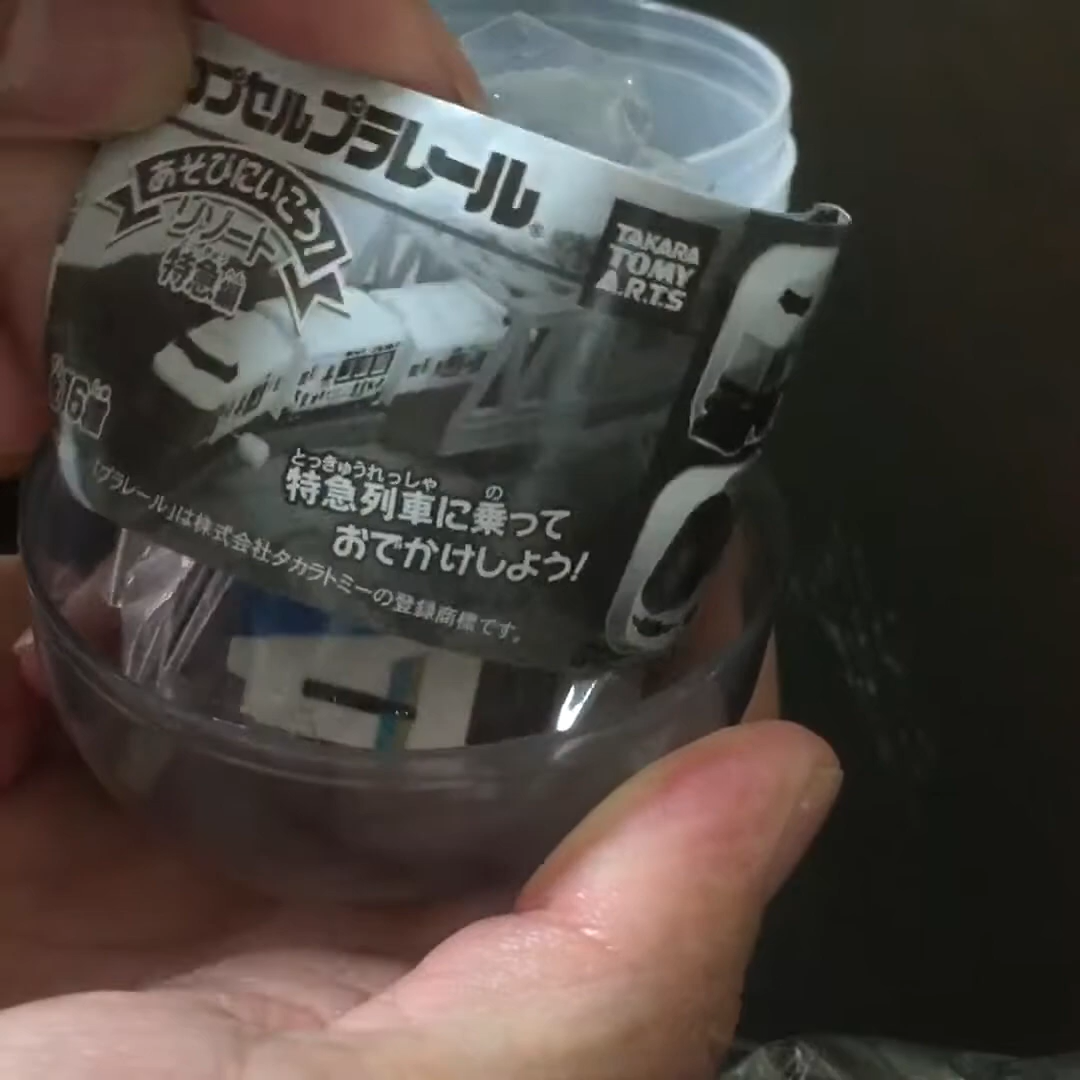 プセルプラレール®
TAKARA
TOMY
A.R.T.S
あそびにいこう!
リゾート
特急編
とっきゅうれっしゃ の
特急列車に乗って
おでかけしよう!
「プラレール」は株式会社タカラトミーの登録商標です。